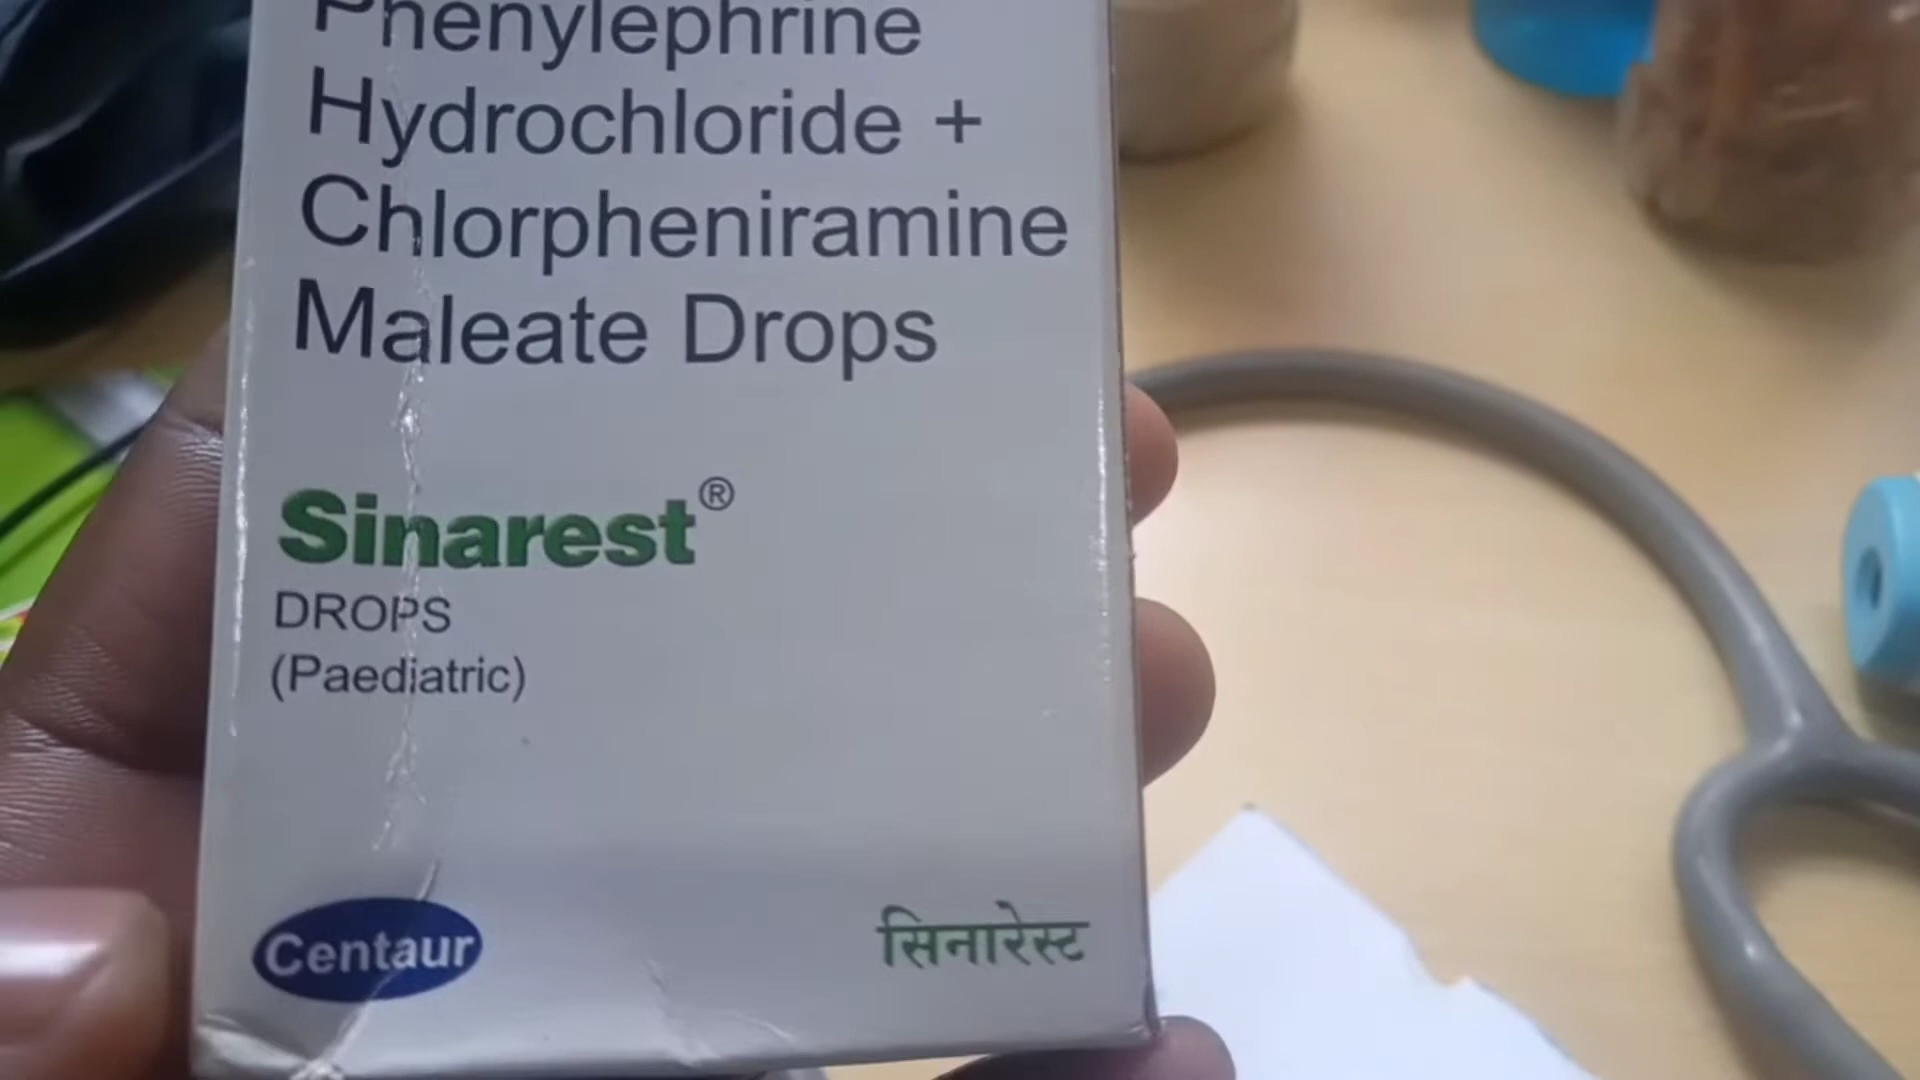 Phenylephrine
Hydrochloride +
Chlorpheniramine
Maleate Drops
Sinarest®
DROPS
(Paediatric)
Centaur
सिनारेस्ट